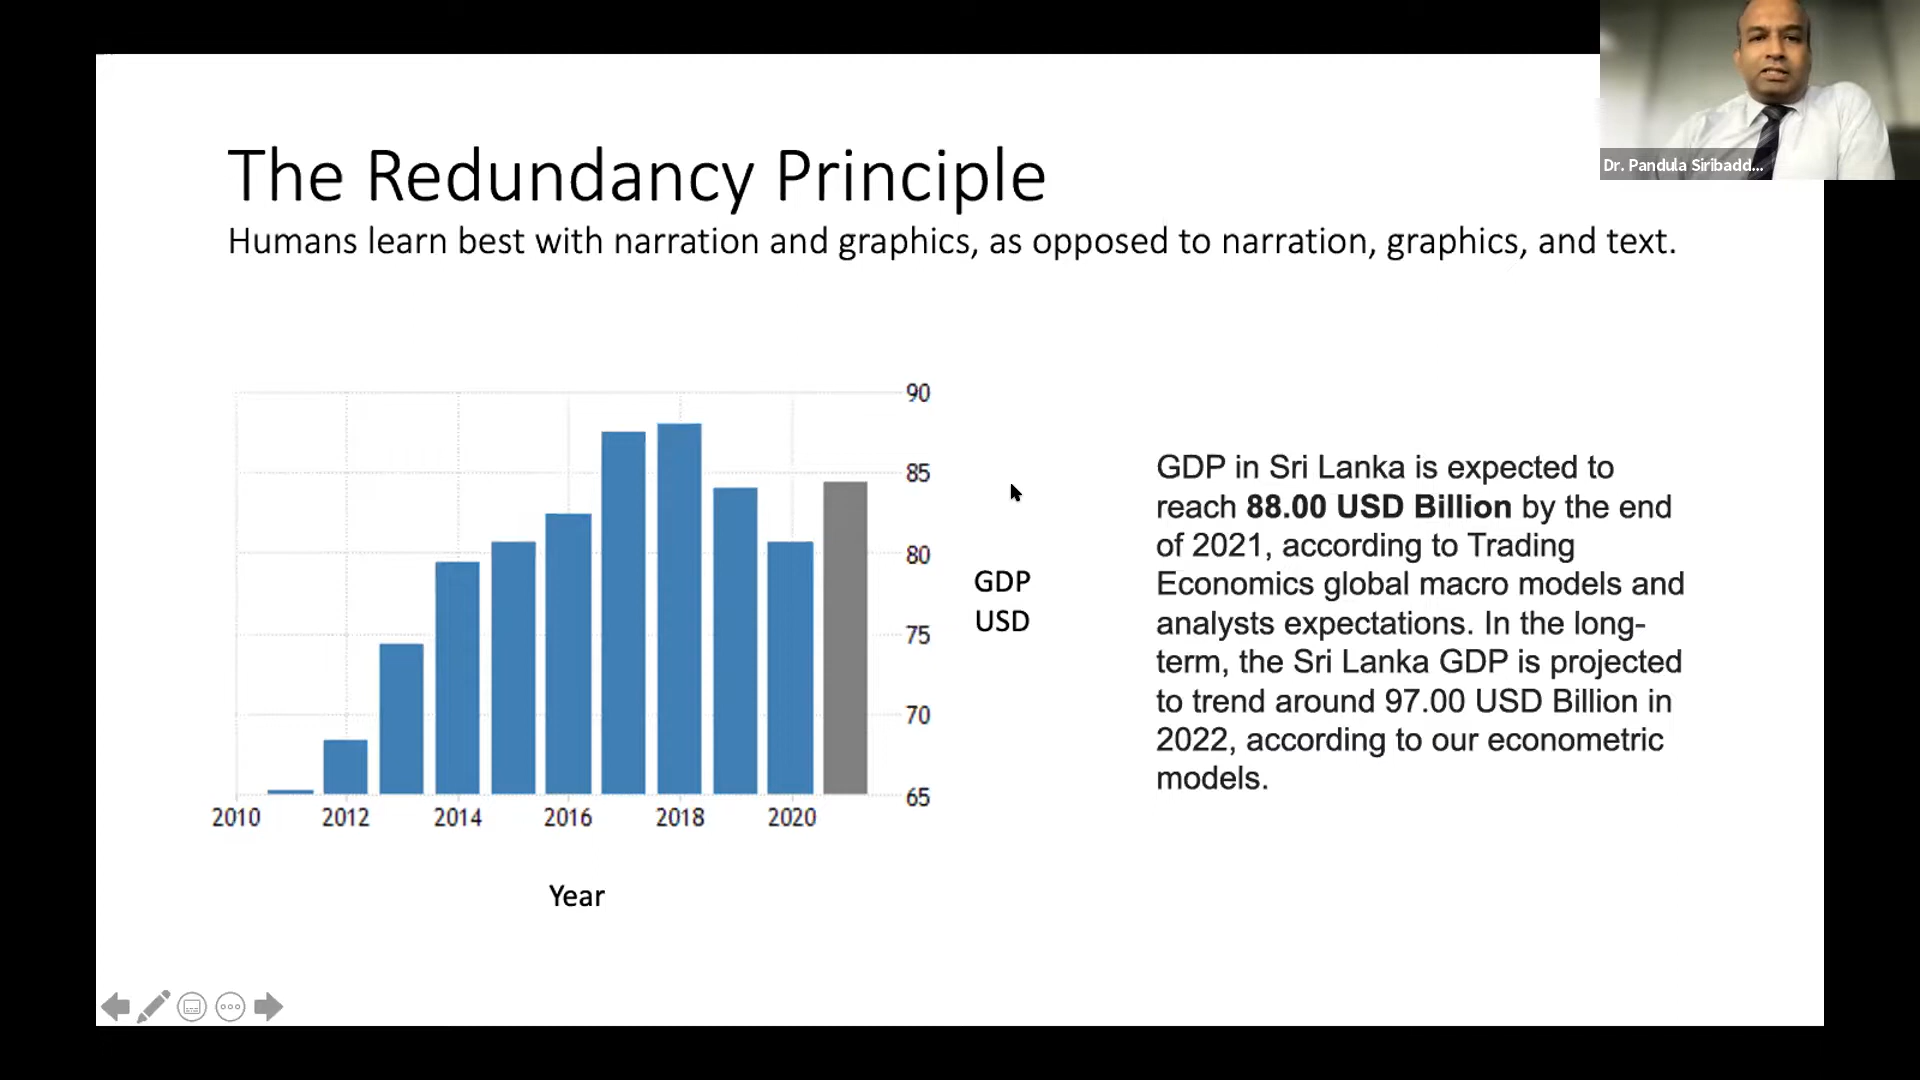 Dr. Pandula Siribadd...
The Redundancy Principle
Humans learn best with narration and graphics, as opposed to narration, graphics, and text.
90
85
80
75
70
65
GDP
USD
2010 2012 2014 2016 2018 2020
Year
GDP in Sri Lanka is expected to
reach 88.00 USD Billion by the end
of 2021, according to Trading
Economics global macro models and
analysts expectations. In the long-
term, the Sri Lanka GDP is projected
to trend around 97.00 USD Billion in
2022, according to our econometric
models.